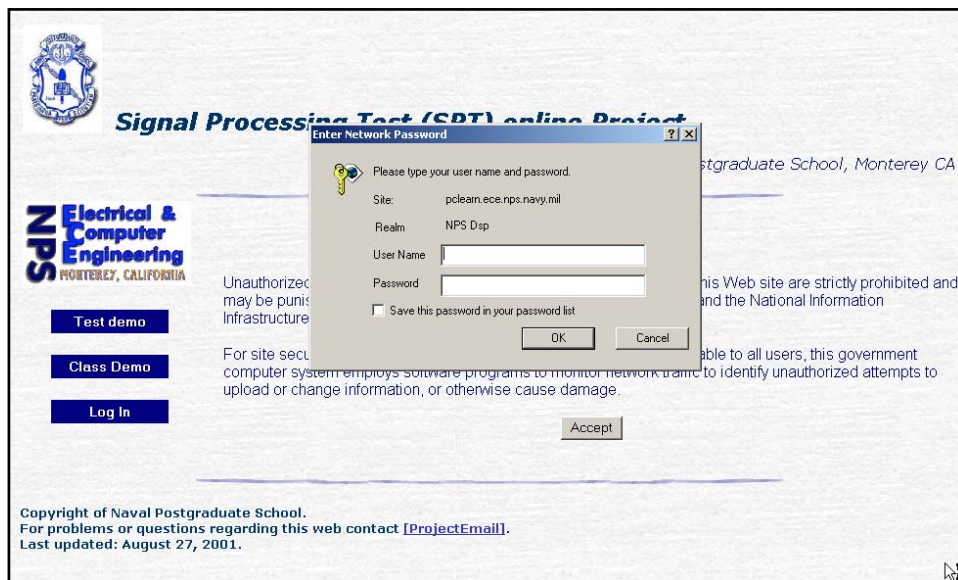 Signal Processing Test (SPT) online Project
Enter Network Password
Please type your user name and password.
Site: pclearn.ece.nps.navy.mil
Realm NPS Dsp
User Name
Password
Save this password in your password list
OK Cancel
stgraduate School, Monterey CA
NPS
Electrical &
Computer
Engineering
MONTEREY, CALIFORNIA
Test demo
Class Demo
Log In
Unauthorized his Web site are strictly prohibited and
may be punis and the National Information
Infrastructure
For site secu able to all users, this government
computer system employs software programs to monitor network traffic to identify unauthorized attempts to
upload or change information, or otherwise cause damage.
Accept
Copyright of Naval Postgraduate School.
For problems or questions regarding this web contact [ProjectEmail].
Last updated: August 27, 2001.